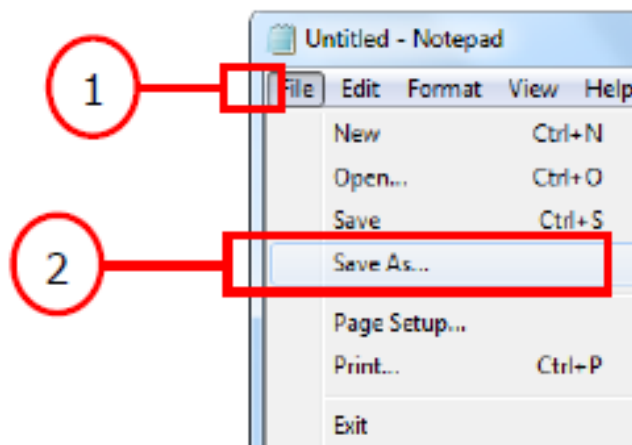 Untitled - Notepad
1
File Edit Format View Help
New Ctrl+N
Open... Ctrl+O
Save Ctrl+S
2
Save As...
Page Setup...
Print... Ctrl+P
Exit